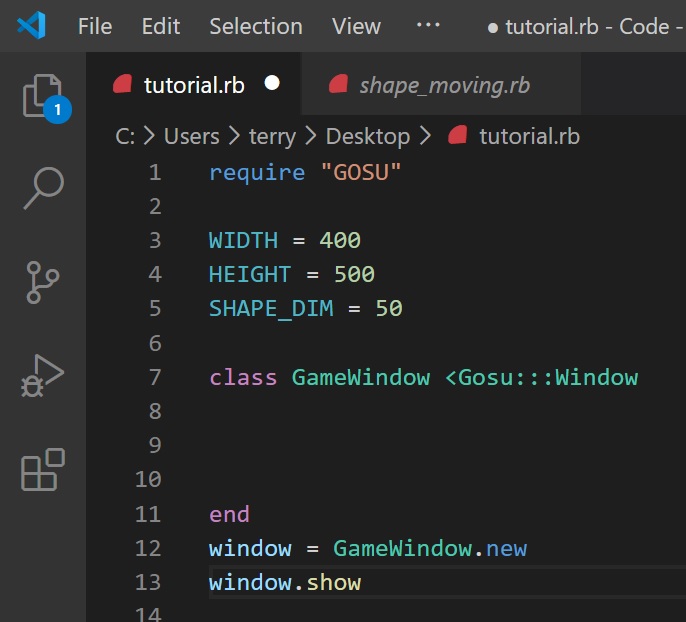 File Edit Selection View ··· ● tutorial.rb - Code -
tutorial.rb ● shape_moving.rb
1
C: > Users > terry > Desktop > tutorial.rb
1 require "GOSU"
2
3 WIDTH = 400
4 HEIGHT = 500
5 SHAPE_DIM = 50
6
7 class GameWindow <Gosu:::Window
8
9
10
11 end
12 window = GameWindow.new
13 window.show
14